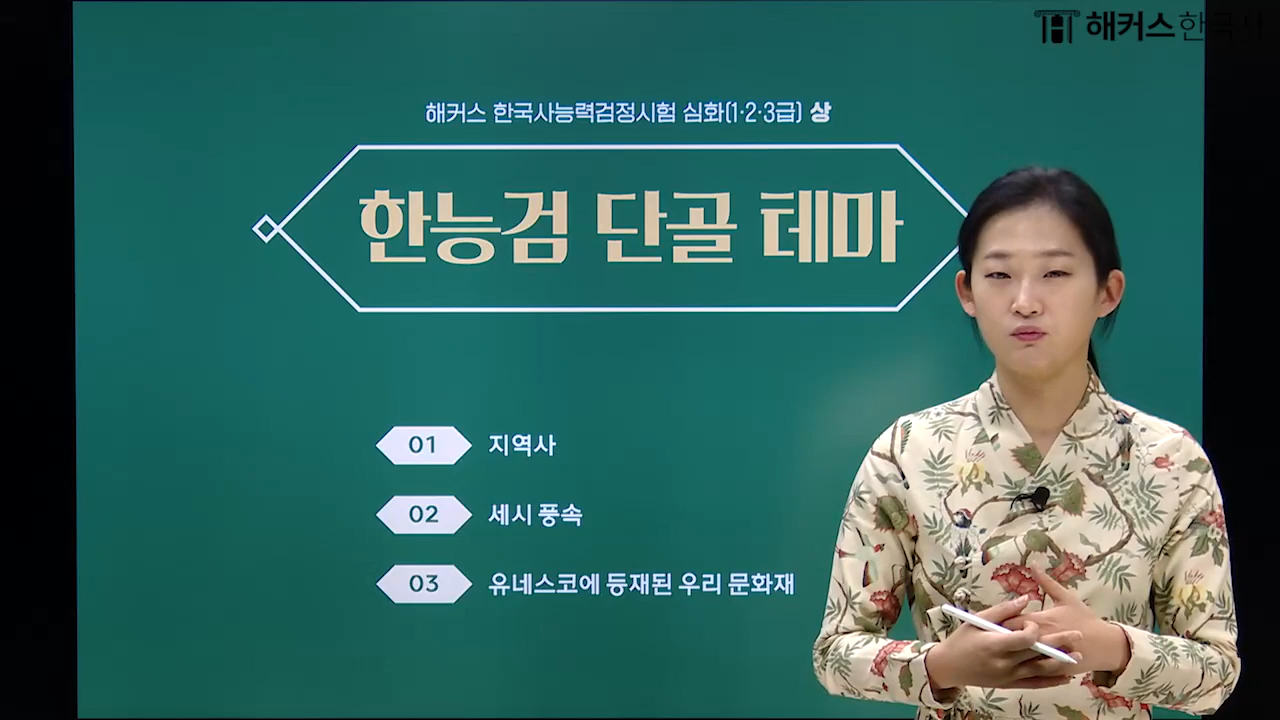 해커스한국사
해커스 한국사능력검정시험 심화(1·2·3급) 상
한능검 단골 테마
01 지역사
02 세시 풍속
03 유네스코에 등재된 우리 문화재